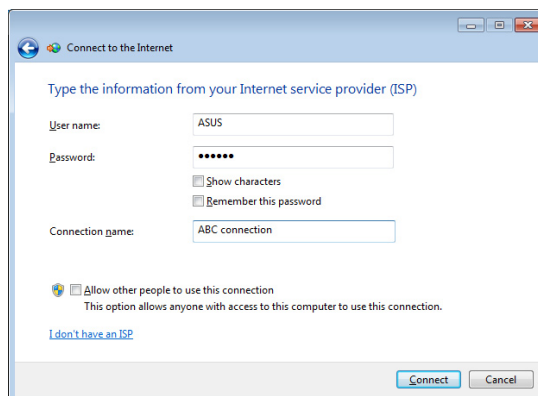 Connect to the Internet
Type the information from your Internet service provider (ISP)
User name: ASUS
Password: ●●●●●●
Show characters
Remember this password
Connection name: ABC connection
Allow other people to use this connection
This option allows anyone with access to this computer to use this connection.
I don't have an ISP
Connect Cancel